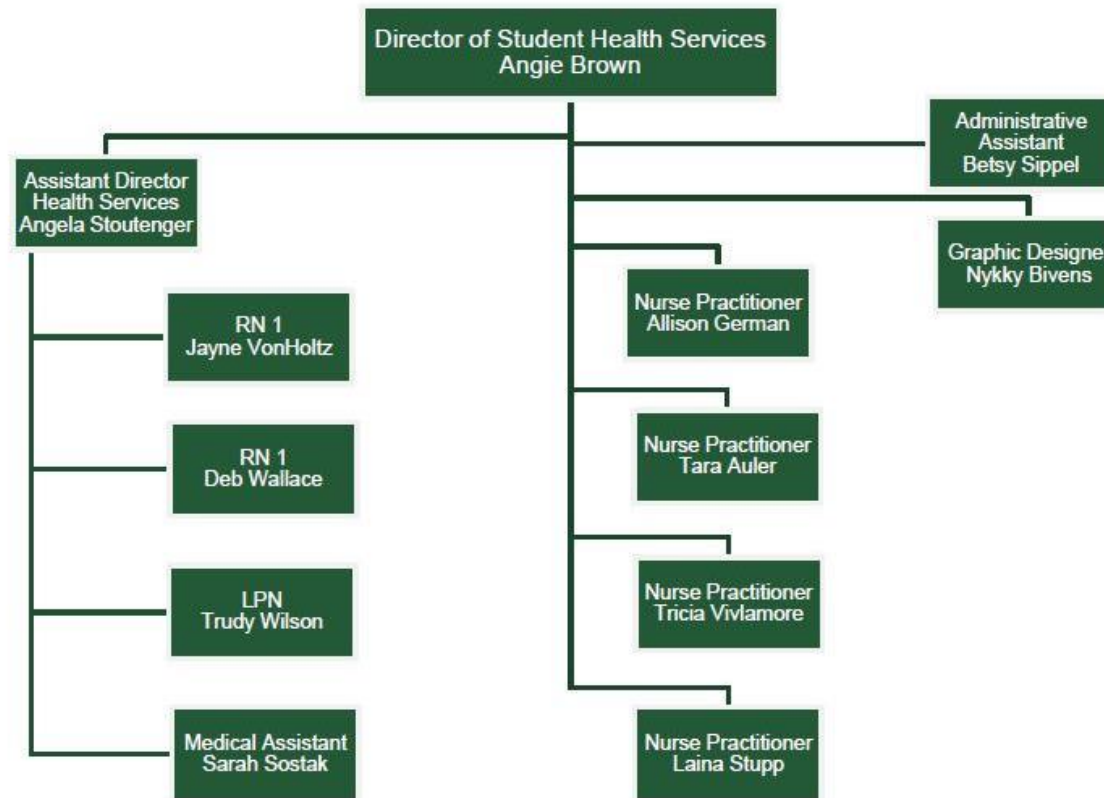 Director of Student Health Services
Angie Brown
Administrative
Assistant
Betsy Sippel
Assistant Director
Health Services
Angela Stoutenger
Graphic Designe
Nykky Bivens
Nurse Practitioner
Allison German
RN 1
Jayne VonHoltz
Nurse Practitioner
Tara Auler
RN 1
Deb Wallace
Nurse Practitioner
Tricia Vivlamore
LPN
Trudy Wilson
Medical Assistant
Sarah Sostak
Nurse Practitioner
Laina Stupp